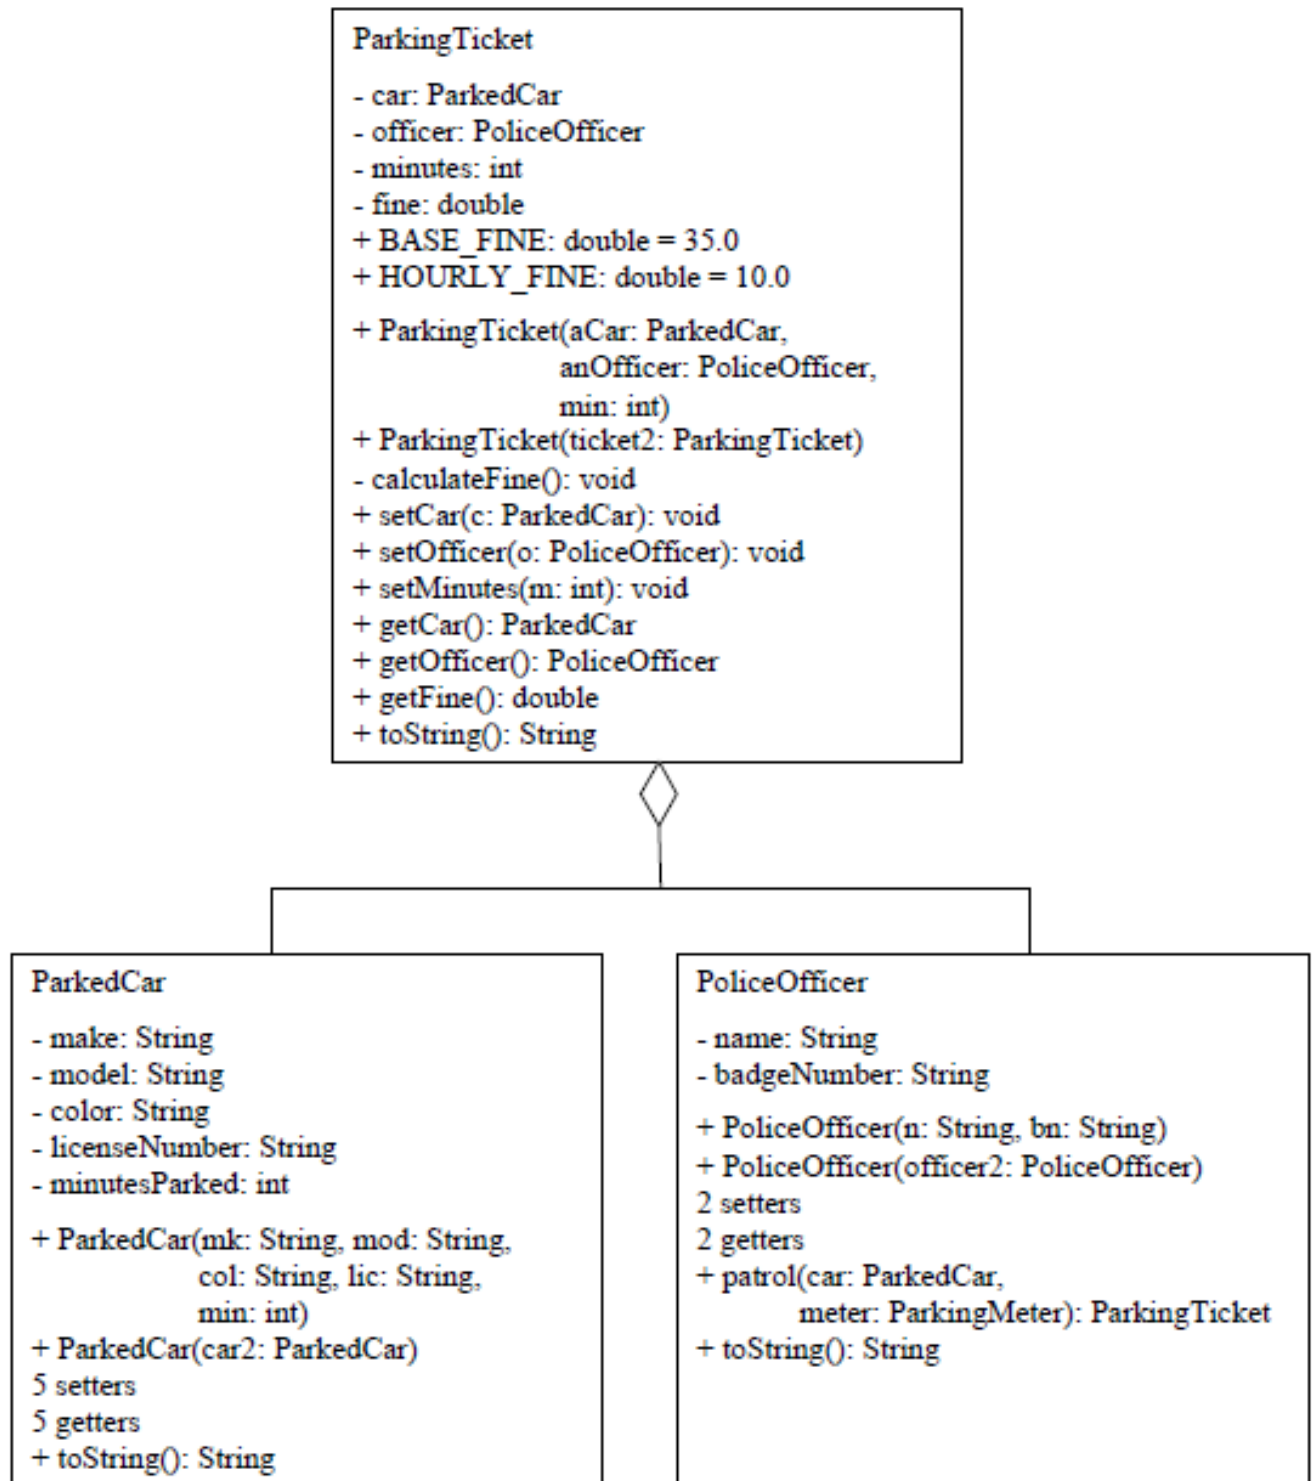 ParkingTicket
- car: ParkedCar
- officer: PoliceOfficer
- minutes: int
- fine: double
+ BASE_FINE: double = 35.0
+ HOURLY_FINE: double = 10.0
+ ParkingTicket(aCar: ParkedCar,
anOfficer: PoliceOfficer,
min: int)
+ ParkingTicket(ticket2: ParkingTicket)
- calculateFine(): void
+ setCar(c: ParkedCar): void
+ setOfficer(o: PoliceOfficer): void
+ setMinutes(m: int): void
+ getCar(): ParkedCar
+ getOfficer(): PoliceOfficer
+ getFine(): double
+ toString(): String
ParkedCar
- make: String
- model: String
- color: String
- licenseNumber: String
- minutesParked: int
+ ParkedCar(mk: String, mod: String,
col: String, lic: String,
min: int)
+ ParkedCar(car2: ParkedCar)
5 setters
5 getters
+ toString(): String
PoliceOfficer
- name: String
- badgeNumber: String
+ PoliceOfficer(n: String, bn: String)
+ PoliceOfficer(officer2: PoliceOfficer)
2 setters
2 getters
+ patrol(car: ParkedCar,
meter: ParkingMeter): ParkingTicket
+ toString(): String